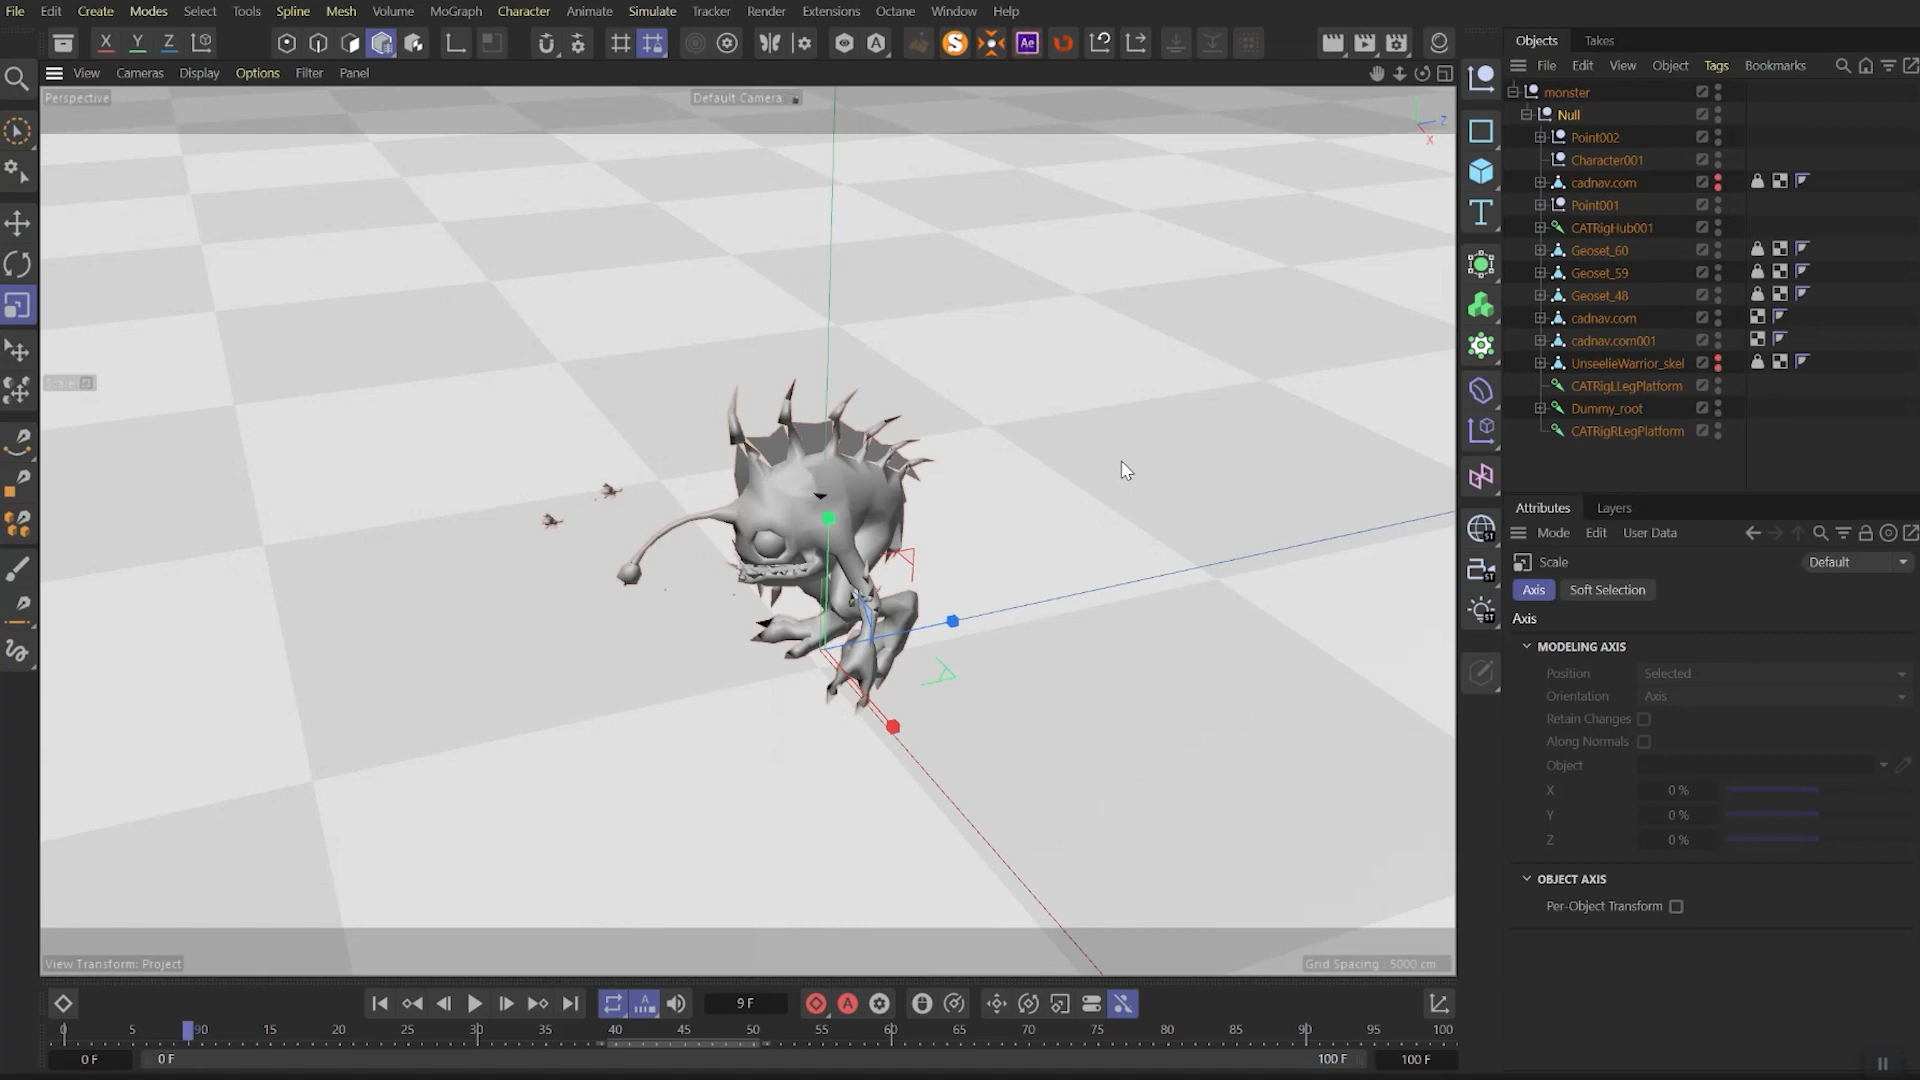 File Edit Create Modes Select Tools Spline Mesh Volume MoGraph Character Animate Simulate Tracker Render Extensions Octane Window Help
X Y Z A S Ae
View Cameras Display Options Filter Panel
Perspective
Default Camera
Z
X
View Transform: Project
Grid Spacing : 5000 cm
A 9 F A
0 5 90 15 20 25 30 35 40 45 50 55 60 65 70 75 80 85 90 95 100
0 F 0 F 100 F 100 F
T
ST
ST
ST
Objects Takes
File Edit View Object Tags Bookmarks
monster
Null
Point002
Character001
cadnav.com
Point001
CATRigHub001
Geoset_60
Geoset_59
Geoset_48
cadnav.com
cadnav.com001
UnseelieWarrior_skel
CATRigLLegPlatform
Dummy_root
CATRigRLegPlatform
Attributes Layers
Mode Edit User Data
Scale Default
Axis Soft Selection
Axis
MODELING AXIS
Position Selected
Orientation Axis
Retain Changes
Along Normals
Object
X 0 %
Y 0 %
Z 0 %
OBJECT AXIS
Per-Object Transform